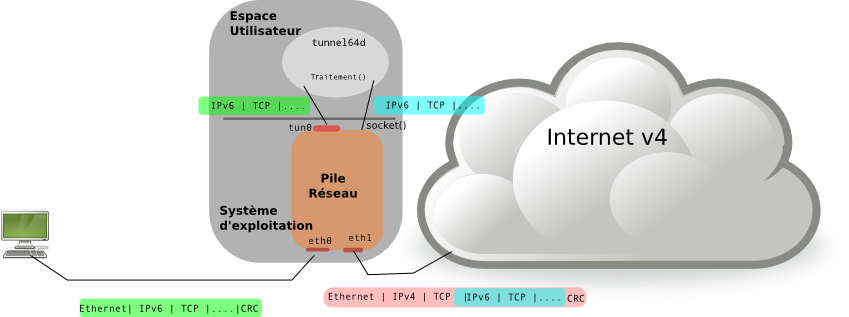 Espace
Utilisateur
tunnel64d
Traitement()
IPv6 | TCP |....
IPv6 | TCP |....
tun0
socket()
Internet v4
Pile
Réseau
Système
d'exploitation
eth0
eth1
Ethernet| IPv6 | TCP |....|CRC
Ethernet | IPv4 | TCP |IPv6 | TCP |.... CRC